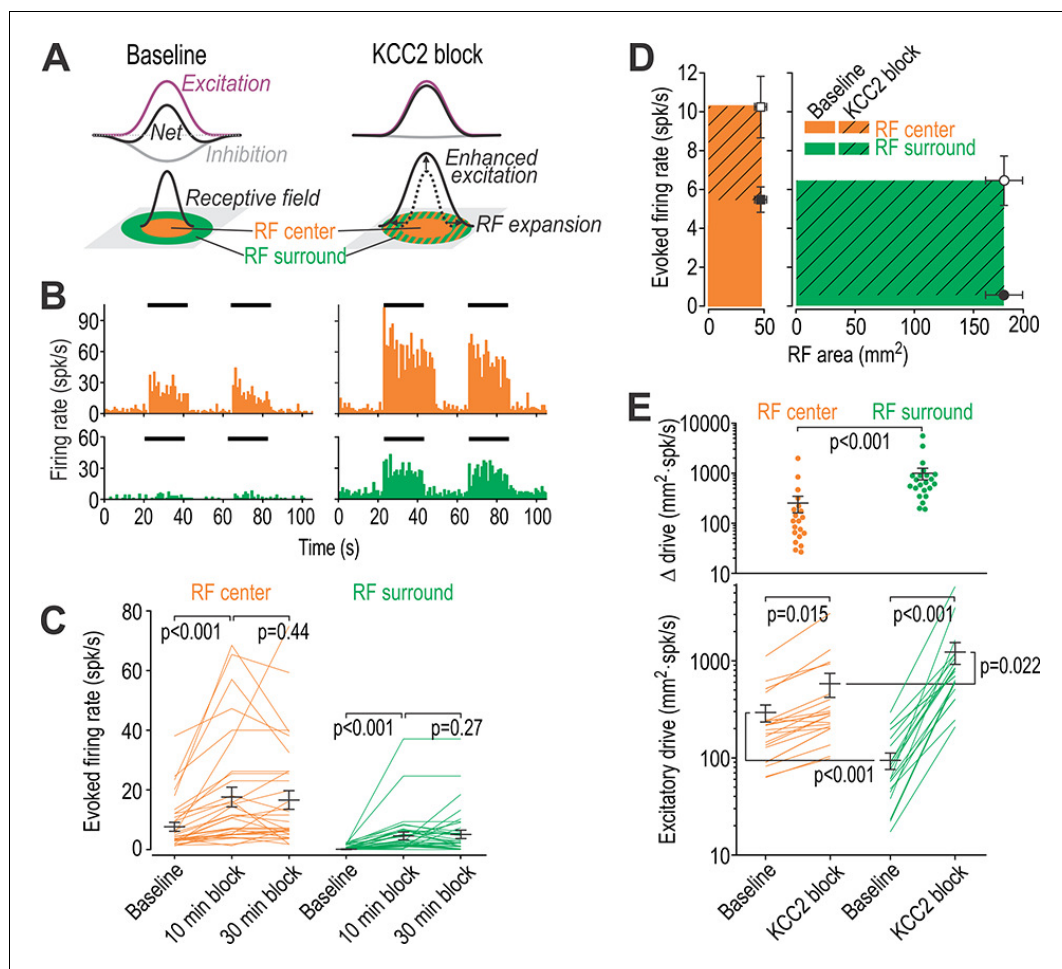 A
Baseline
KCC2 block
Excitation
Net
Inhibition
Receptive field
RF center
RF surround
Enhanced
excitation
RF expansion
B
Firing rate (spk/s)
90
60
30
0
60
30
0
0 20 40 60 80 100
0 20 40 60 80 100
Time (s)
C
RF center
RF surround
Evoked firing rate (spk/s)
80
60
40
20
0
p<0.001
p=0.44
p<0.001
p=0.27
Baseline
10 min block
30 min block
Baseline
10 min block
30 min block
D
Evoked firing rate (spk/s)
12
10
8
6
4
2
0
Baseline
KCC2 block
RF center
RF surround
0 50
0 50 100 150 200
RF area (mm²)
E
RF center
RF surround
p<0.001
Δ drive (mm²·spk/s)
10000
1000
100
10
Excitatory drive (mm²·spk/s)
1000
100
10
p=0.015
p<0.001
p=0.022
p<0.001
Baseline
KCC2 block
Baseline
KCC2 block